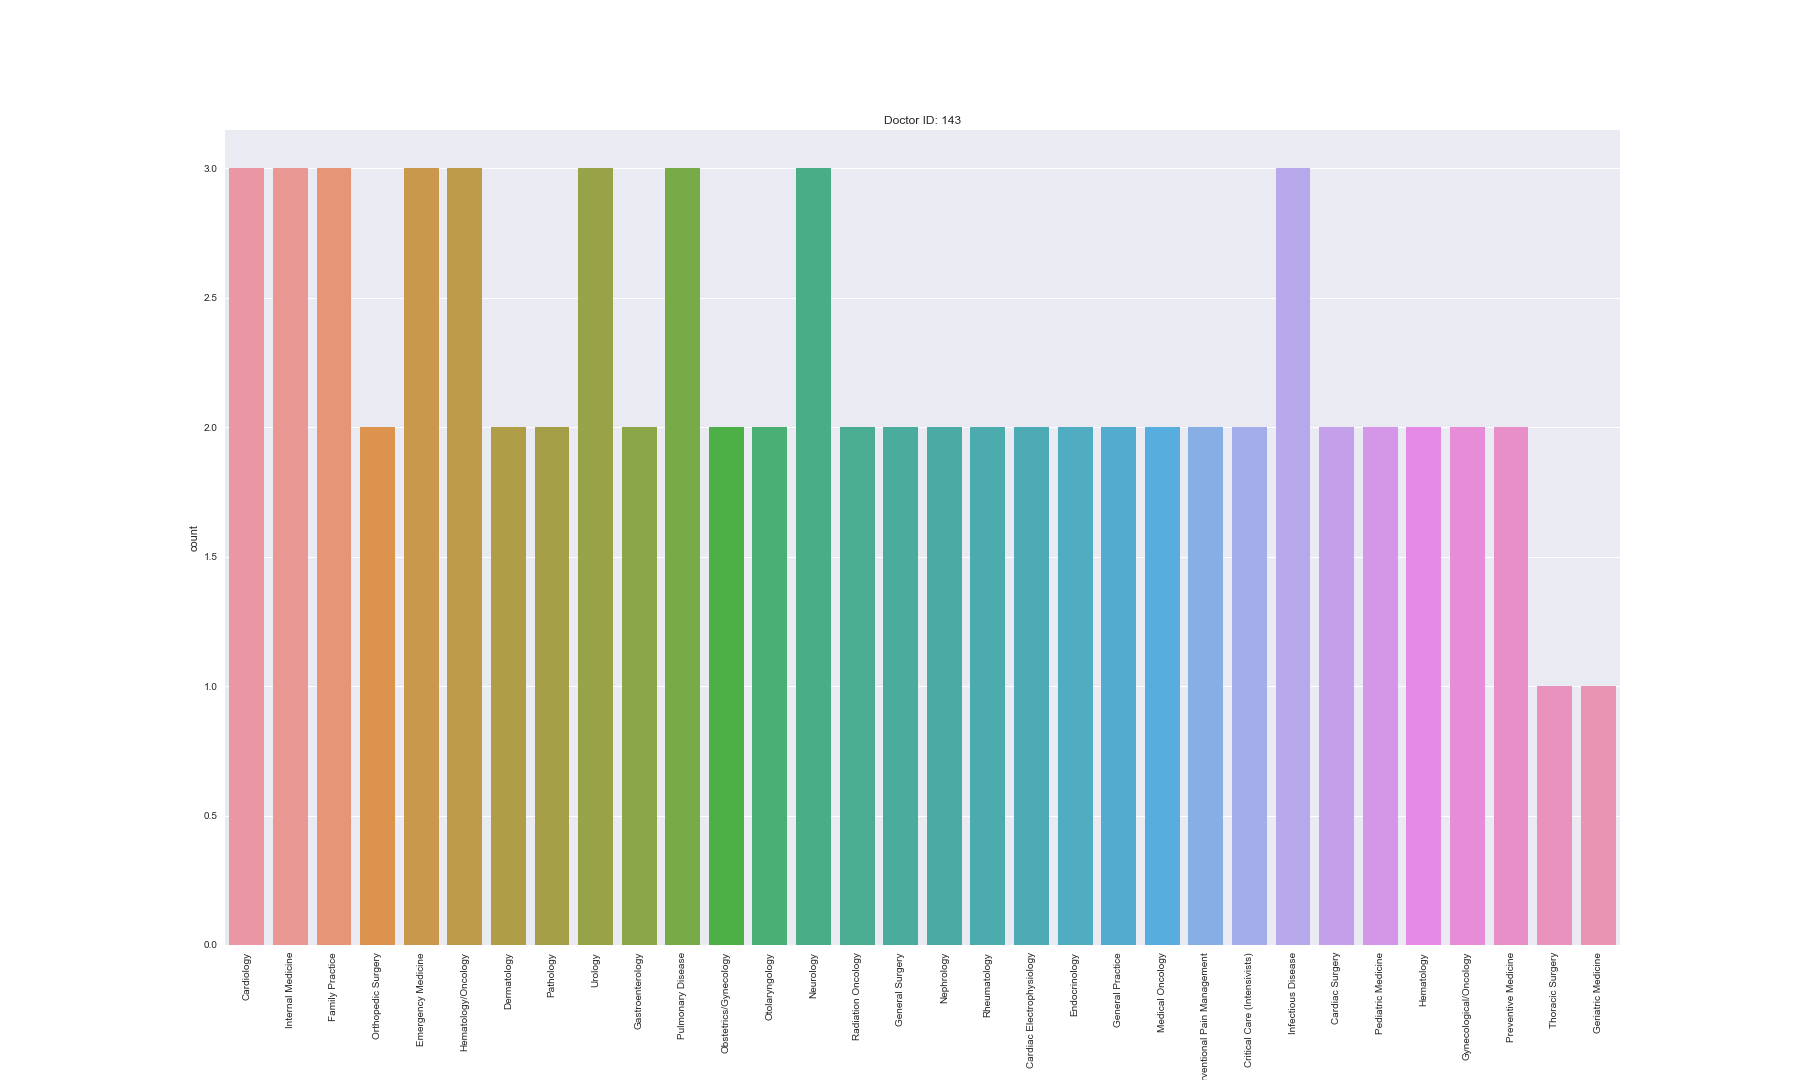 Doctor ID: 143
3.0
2.5
2.0
1.5
1.0
0.5
0.0
count
Cardiology
Internal Medicine
Family Practice
Orthopedic Surgery
Emergency Medicine
Hematology/Oncology
Dermatology
Pathology
Urology
Gastroenterology
Pulmonary Disease
Obstetrics/Gynecology
Otolaryngology
Neurology
Radiation Oncology
General Surgery
Nephrology
Rheumatology
Cardiac Electrophysiology
Endocrinology
General Practice
Medical Oncology
Pain Management
Critical Care (Intensivists)
Infectious Disease
Cardiac Surgery
Pediatric Medicine
Hematology
Gynecological/Oncology
Preventive Medicine
Thoracic Surgery
Geriatric Medicine